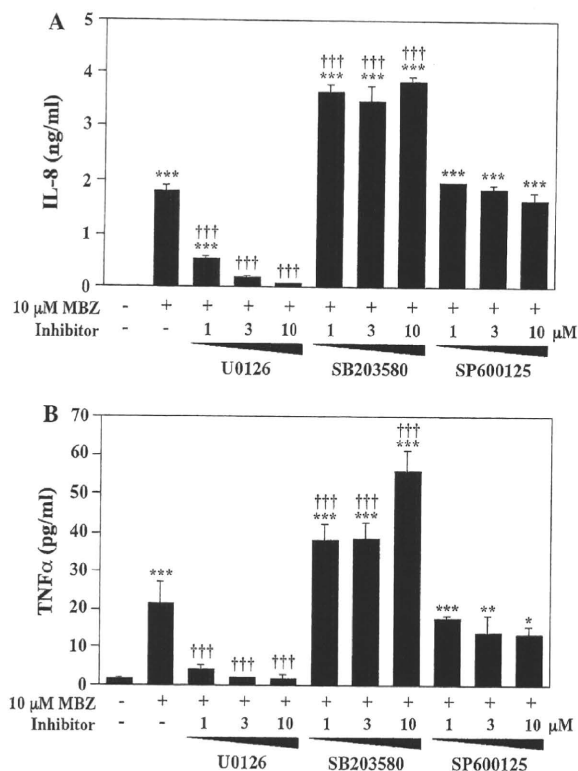 A
5
4
3
2
1
0
IL-8 (ng/ml)
††† ††† †††
*** *** *** ***
††† ††† †††
***
*** *** ***
10 μM MBZ - + + + + + + + + + +
Inhibitor - - 1 3 10 1 3 10 1 3 10 μM
U0126 SB203580 SP600125
B
70
60
50
40
30
20
10
0
TNFα (pg/ml)
†††
***
††† †††
*** ***
***
††† ††† †††
*** ** *
10 μM MBZ - + + + + + + + + + +
Inhibitor - - 1 3 10 1 3 10 1 3 10 μM
U0126 SB203580 SP600125